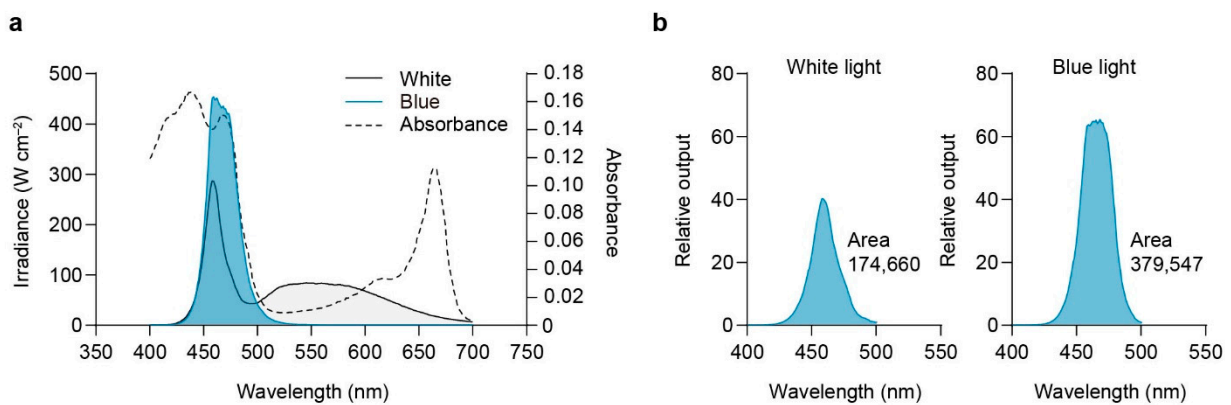 a
500
400
300
200
100
0
Irradiance (W cm⁻²)
350 400 450 500 550 600 650 700 750
Wavelength (nm)
White
Blue
Absorbance
0.18
0.16
0.14
0.12
0.10
0.08
0.06
0.04
0.02
0
Absorbance
b
White light
80
60
40
20
0
Relative output
Area
174,660
400 450 500 550
Wavelength (nm)
Blue light
80
60
40
20
0
Relative output
Area
379,547
400 450 500 550
Wavelength (nm)